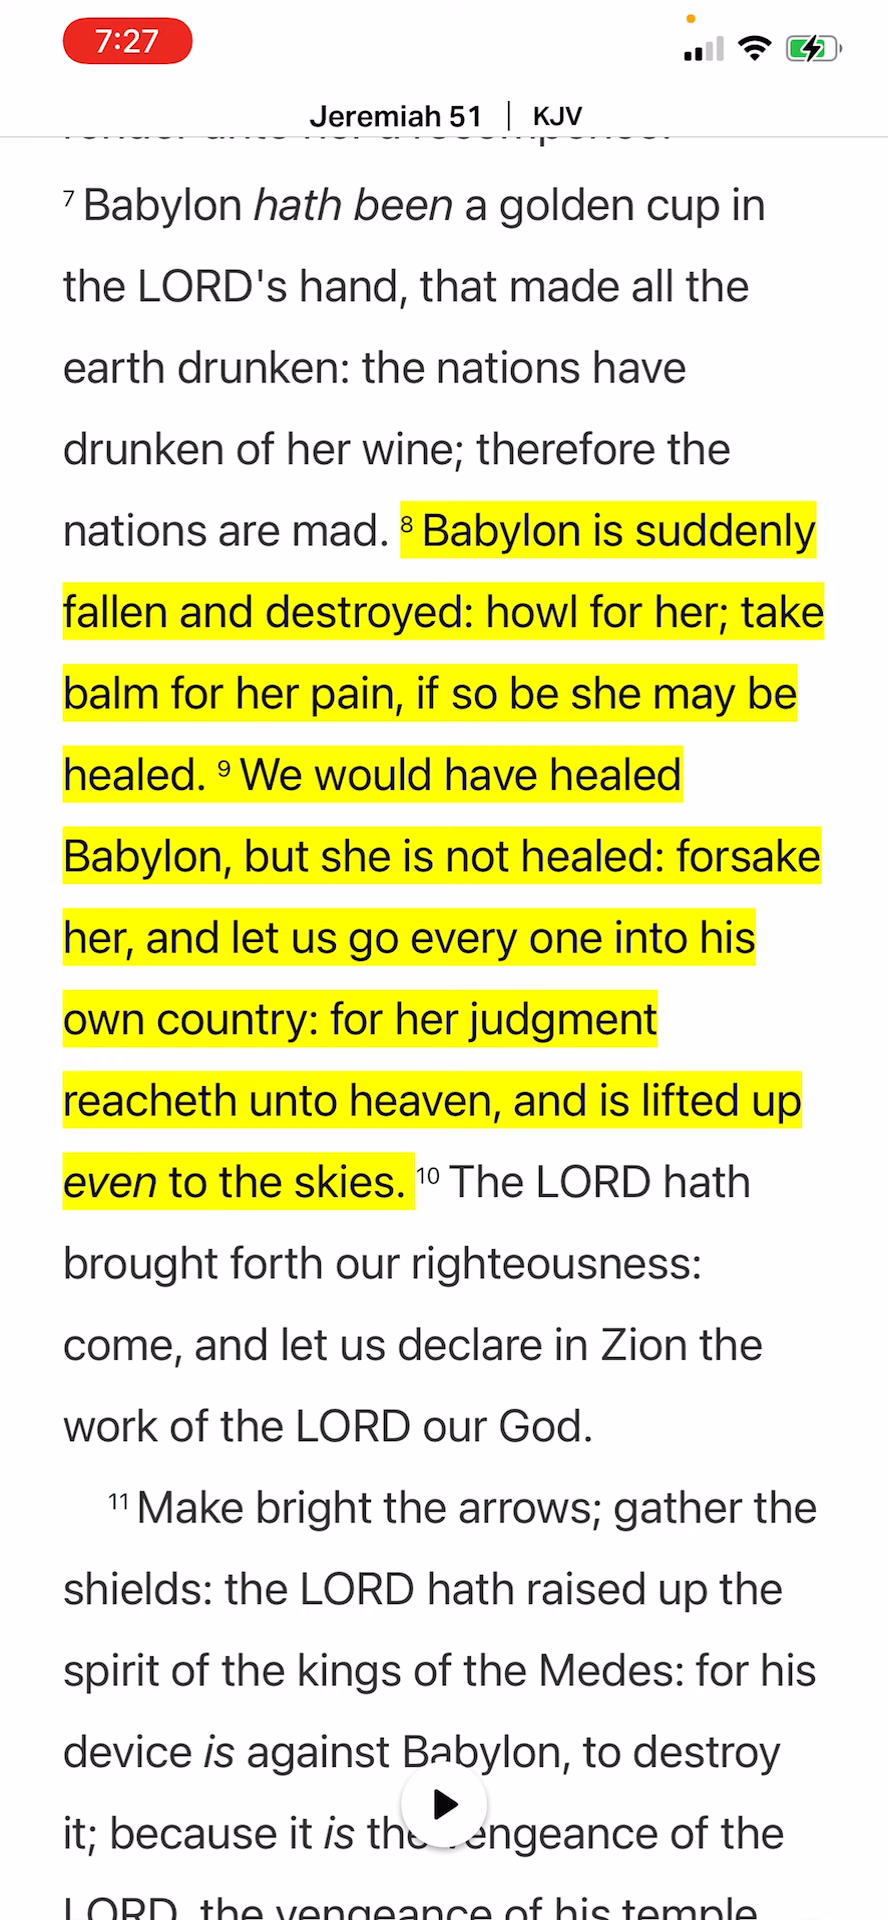 7:27
Jeremiah 51 | KJV
7 Babylon hath been a golden cup in
the LORD's hand, that made all the
earth drunken: the nations have
drunken of her wine; therefore the
nations are mad. 8 Babylon is suddenly
fallen and destroyed: howl for her; take
balm for her pain, if so be she may be
healed. 9 We would have healed
Babylon, but she is not healed: forsake
her, and let us go every one into his
own country: for her judgment
reacheth unto heaven, and is lifted up
even to the skies. 10 The LORD hath
brought forth our righteousness:
come, and let us declare in Zion the
work of the LORD our God.
11 Make bright the arrows; gather the
shields: the LORD hath raised up the
spirit of the kings of the Medes: for his
device is against Babylon, to destroy
it; because it is the vengeance of the
LORD, the vengeance of his temple